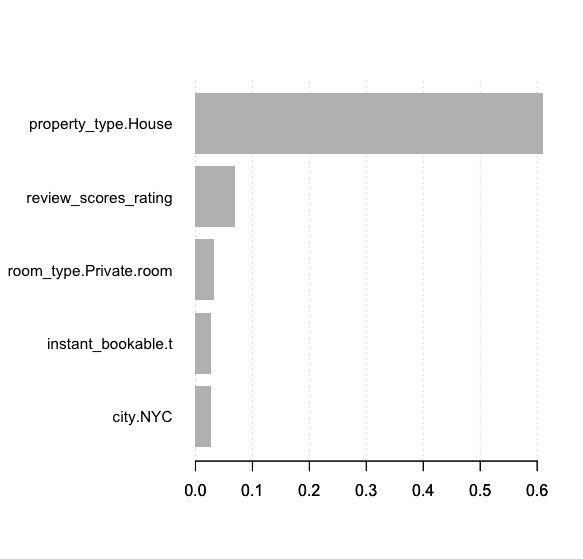 property_type.House
review_scores_rating
room_type.Private.room
instant_bookable.t
city.NYC
0.0 0.1 0.2 0.3 0.4 0.5 0.6